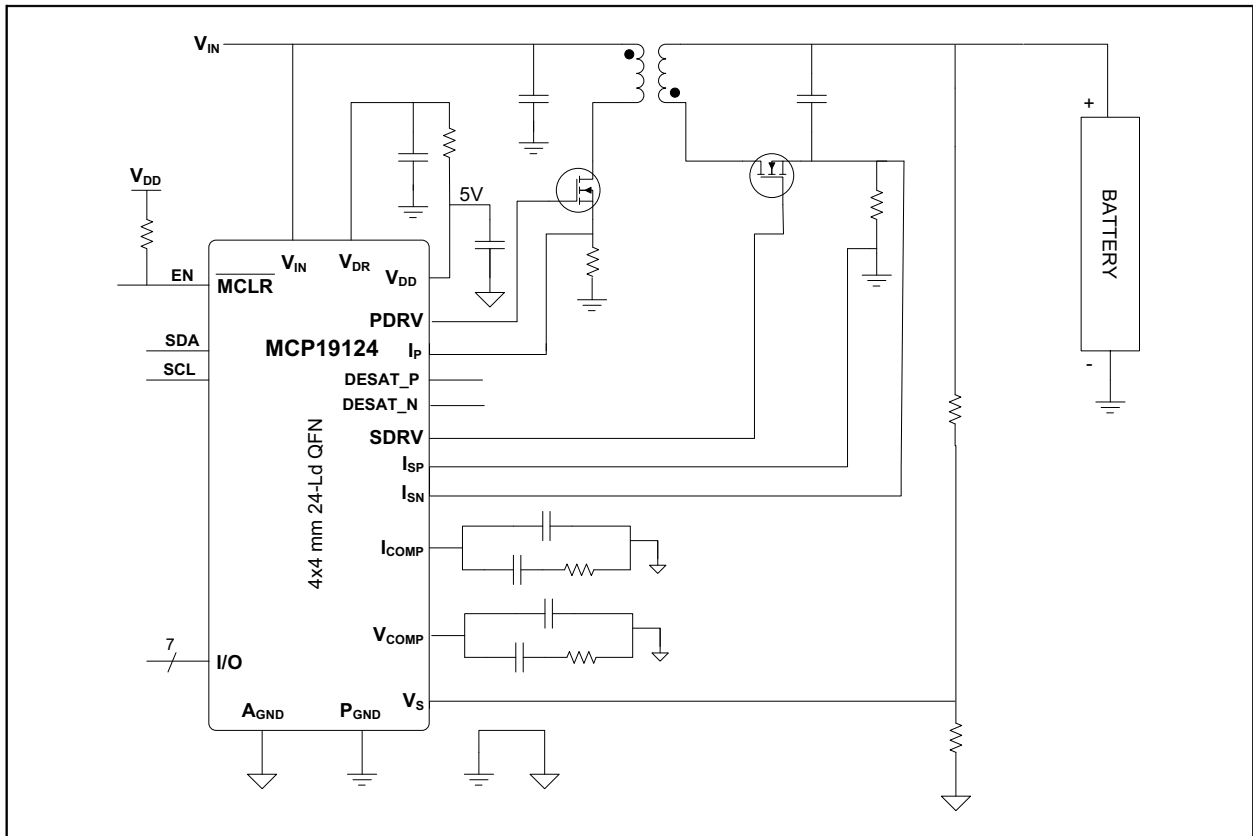 VIN
VDD
5V
EN
MCLR
VIN
VDR
VDD
PDRV
MCP19124
IP
SDA
SCL
DESAT_P
DESAT_N
SDRV
ISP
ISN
4x4 mm 24-Ld QFN
ICOMP
VCOMP
7
I/O
VS
AGND
PGND
+
BATTERY
-